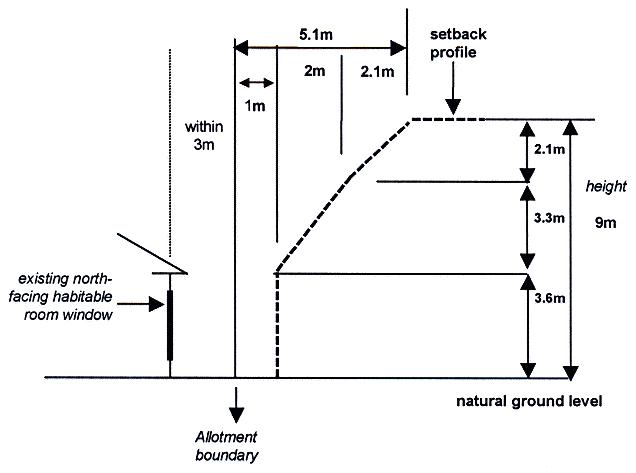 5.1m
setback
profile
2m
2.1m
1m
within
3m
2.1m
height
9m
3.3m
existing north-
facing habitable
room window
3.6m
natural ground level
Allotment
boundary